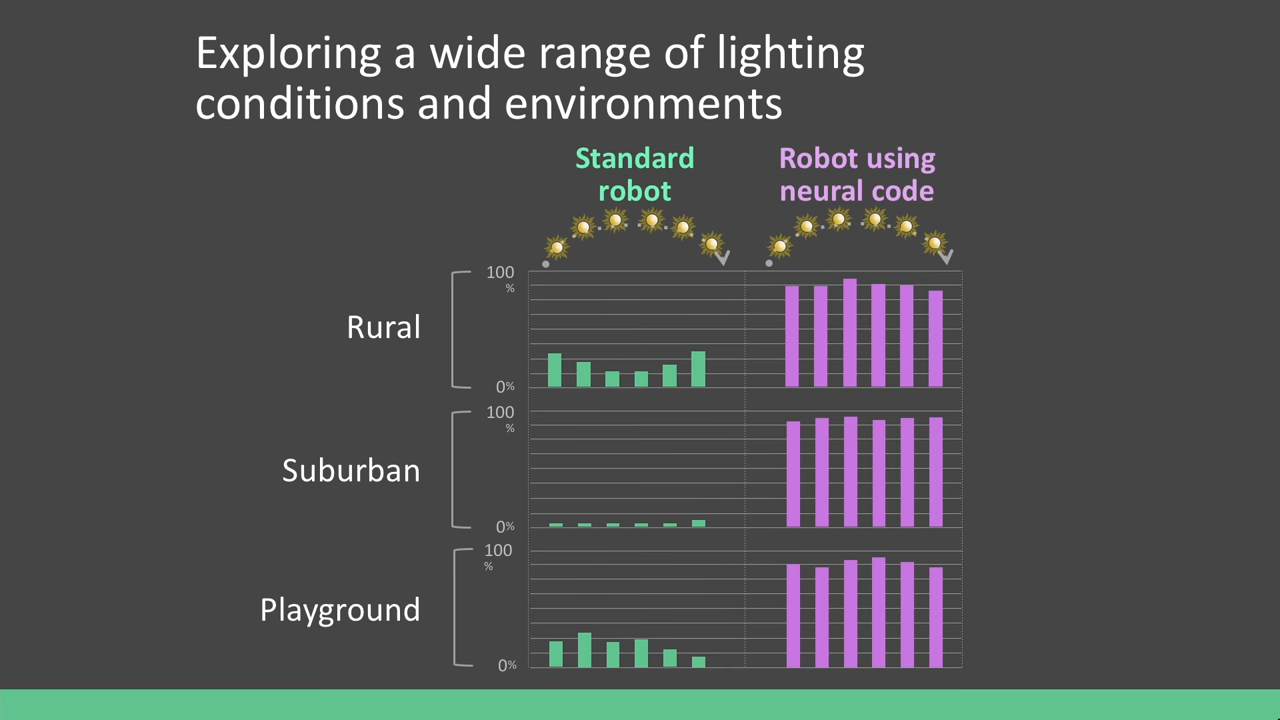 Exploring a wide range of lighting
conditions and environments
Standard
robot
Robot using
neural code
100
%
Rural
0%
100
%
Suburban
0%
100
%
Playground
0%